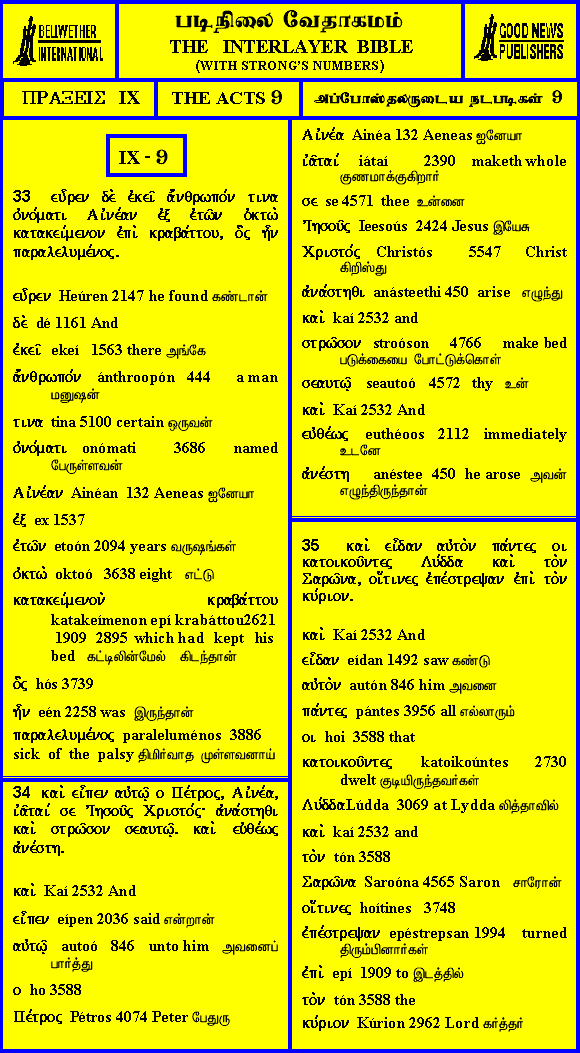 BELLWETHER
INTERNATIONAL
படிநிலை வேதாகமம்
THE INTERLAYER BIBLE
(WITH STRONG'S NUMBERS)
GOOD NEWS
PUBLISHERS
ΠΡΑΞΕΙΣ IX
THE ACTS 9
அப்போஸ்தலருடைய நடபடிகள் 9
IX - 9
33 εὗρεν δὲ ἐκεῖ ἄνθρωπόν τινα
ὀνόματι Αἰνέαν ἐξ ἐτῶν ὀκτὼ
κατακείμενον ἐπὶ κραβάττου, ὃς ἦν
παραλελυμένος.
εὗρεν Heúren 2147 he found கண்டான்
δὲ dé 1161 And
ἐκεῖ ekeí 1563 there அங்கே
ἄνθρωπόν ánthroopón 444 a man
மனுஷன்
τινα tina 5100 certain ஒருவன்
ὀνόματι onómati 3686 named
பேருள்ளவன்
Αἰνέαν Ainéan 132 Aeneas ஐனேயா
ἐξ ex 1537
ἐτῶν etoón 2094 years வருஷங்கள்
ὀκτὼ oktoó 3638 eight எட்டு
κατακείμενοὐ κραβάττου
katakeímenon epí krabáttou2621
1909 2895 which had kept his
bed கட்டிலின்மேல் கிடந்தான்
ὃς hós 3739
ἦν eén 2258 was இருந்தான்
παραλελυμένος paraleluménos 3886
sick of the palsy திமிர்வாத முள்ளவனாய்
34 καὶ εἶπεν αὐτῷ ο Πέτρος, Αἰνέα,
ἰᾶταί σε Ἰησοῦς Χριστός· ἀνάστηθι
καὶ στρῶσον σεαυτῷ. καὶ εὐθέως
ἀνέστη.
καὶ Kaí 2532 And
εἶπεν eípen 2036 said என்றான்
αὐτῷ autoó 846 unto him அவனைப்
பார்த்து
ο ho 3588
Πέτρος Pétros 4074 Peter பேதுரு
Αἰνέα Ainéa 132 Aeneas ஐனேயா
ἰᾶταί iátaí 2390 maketh whole
குணமாக்குகிறார்
σε se 4571 thee உன்னை
Ἰησοῦς Ieesoús 2424 Jesus இயேசு
Χριστός Christós 5547 Christ
கிறிஸ்து
ἀνάστηθι anásteethi 450 arise எழுந்து
καὶ kaí 2532 and
στρῶσον stroóson 4766 make bed
படுக்கையை போட்டுக்கொள்
σεαυτῷ seautoó 4572 thy உன்
καὶ Kaí 2532 And
εὐθέως euthéoos 2112 immediately
உடனே
ἀνέστη anéstee 450 he arose அவன்
எழுந்திருந்தான்
35 καὶ εἶδαν αὐτὸν πάντες οι
κατοικοῦντες Λύδδα καὶ τὸν
Σαρῶνα, οἵτινες ἐπέστρεψαν ἐπὶ τὸν
κύριον.
καὶ Kaí 2532 And
εἶδαν eídan 1492 saw கண்டு
αὐτὸν autón 846 him அவனை
πάντες pántes 3956 all எல்லாரும்
οι hoi 3588 that
κατοικοῦντες katoikoúntes 2730
dwelt குடியிருந்தவர்கள்
ΛύδδαLúdda 3069 at Lydda லித்தாவில்
καὶ kaí 2532 and
τὸν tón 3588
Σαρῶνα Saroóna 4565 Saron சாரோன்
οἵτινες hoítines 3748
ἐπέστρεψαν epéstrepsan 1994 turned
திரும்பினார்கள்
ἐπὶ epí 1909 to இடத்தில்
τὸν tón 3588 the
κύριον Kúrion 2962 Lord கர்த்தர்